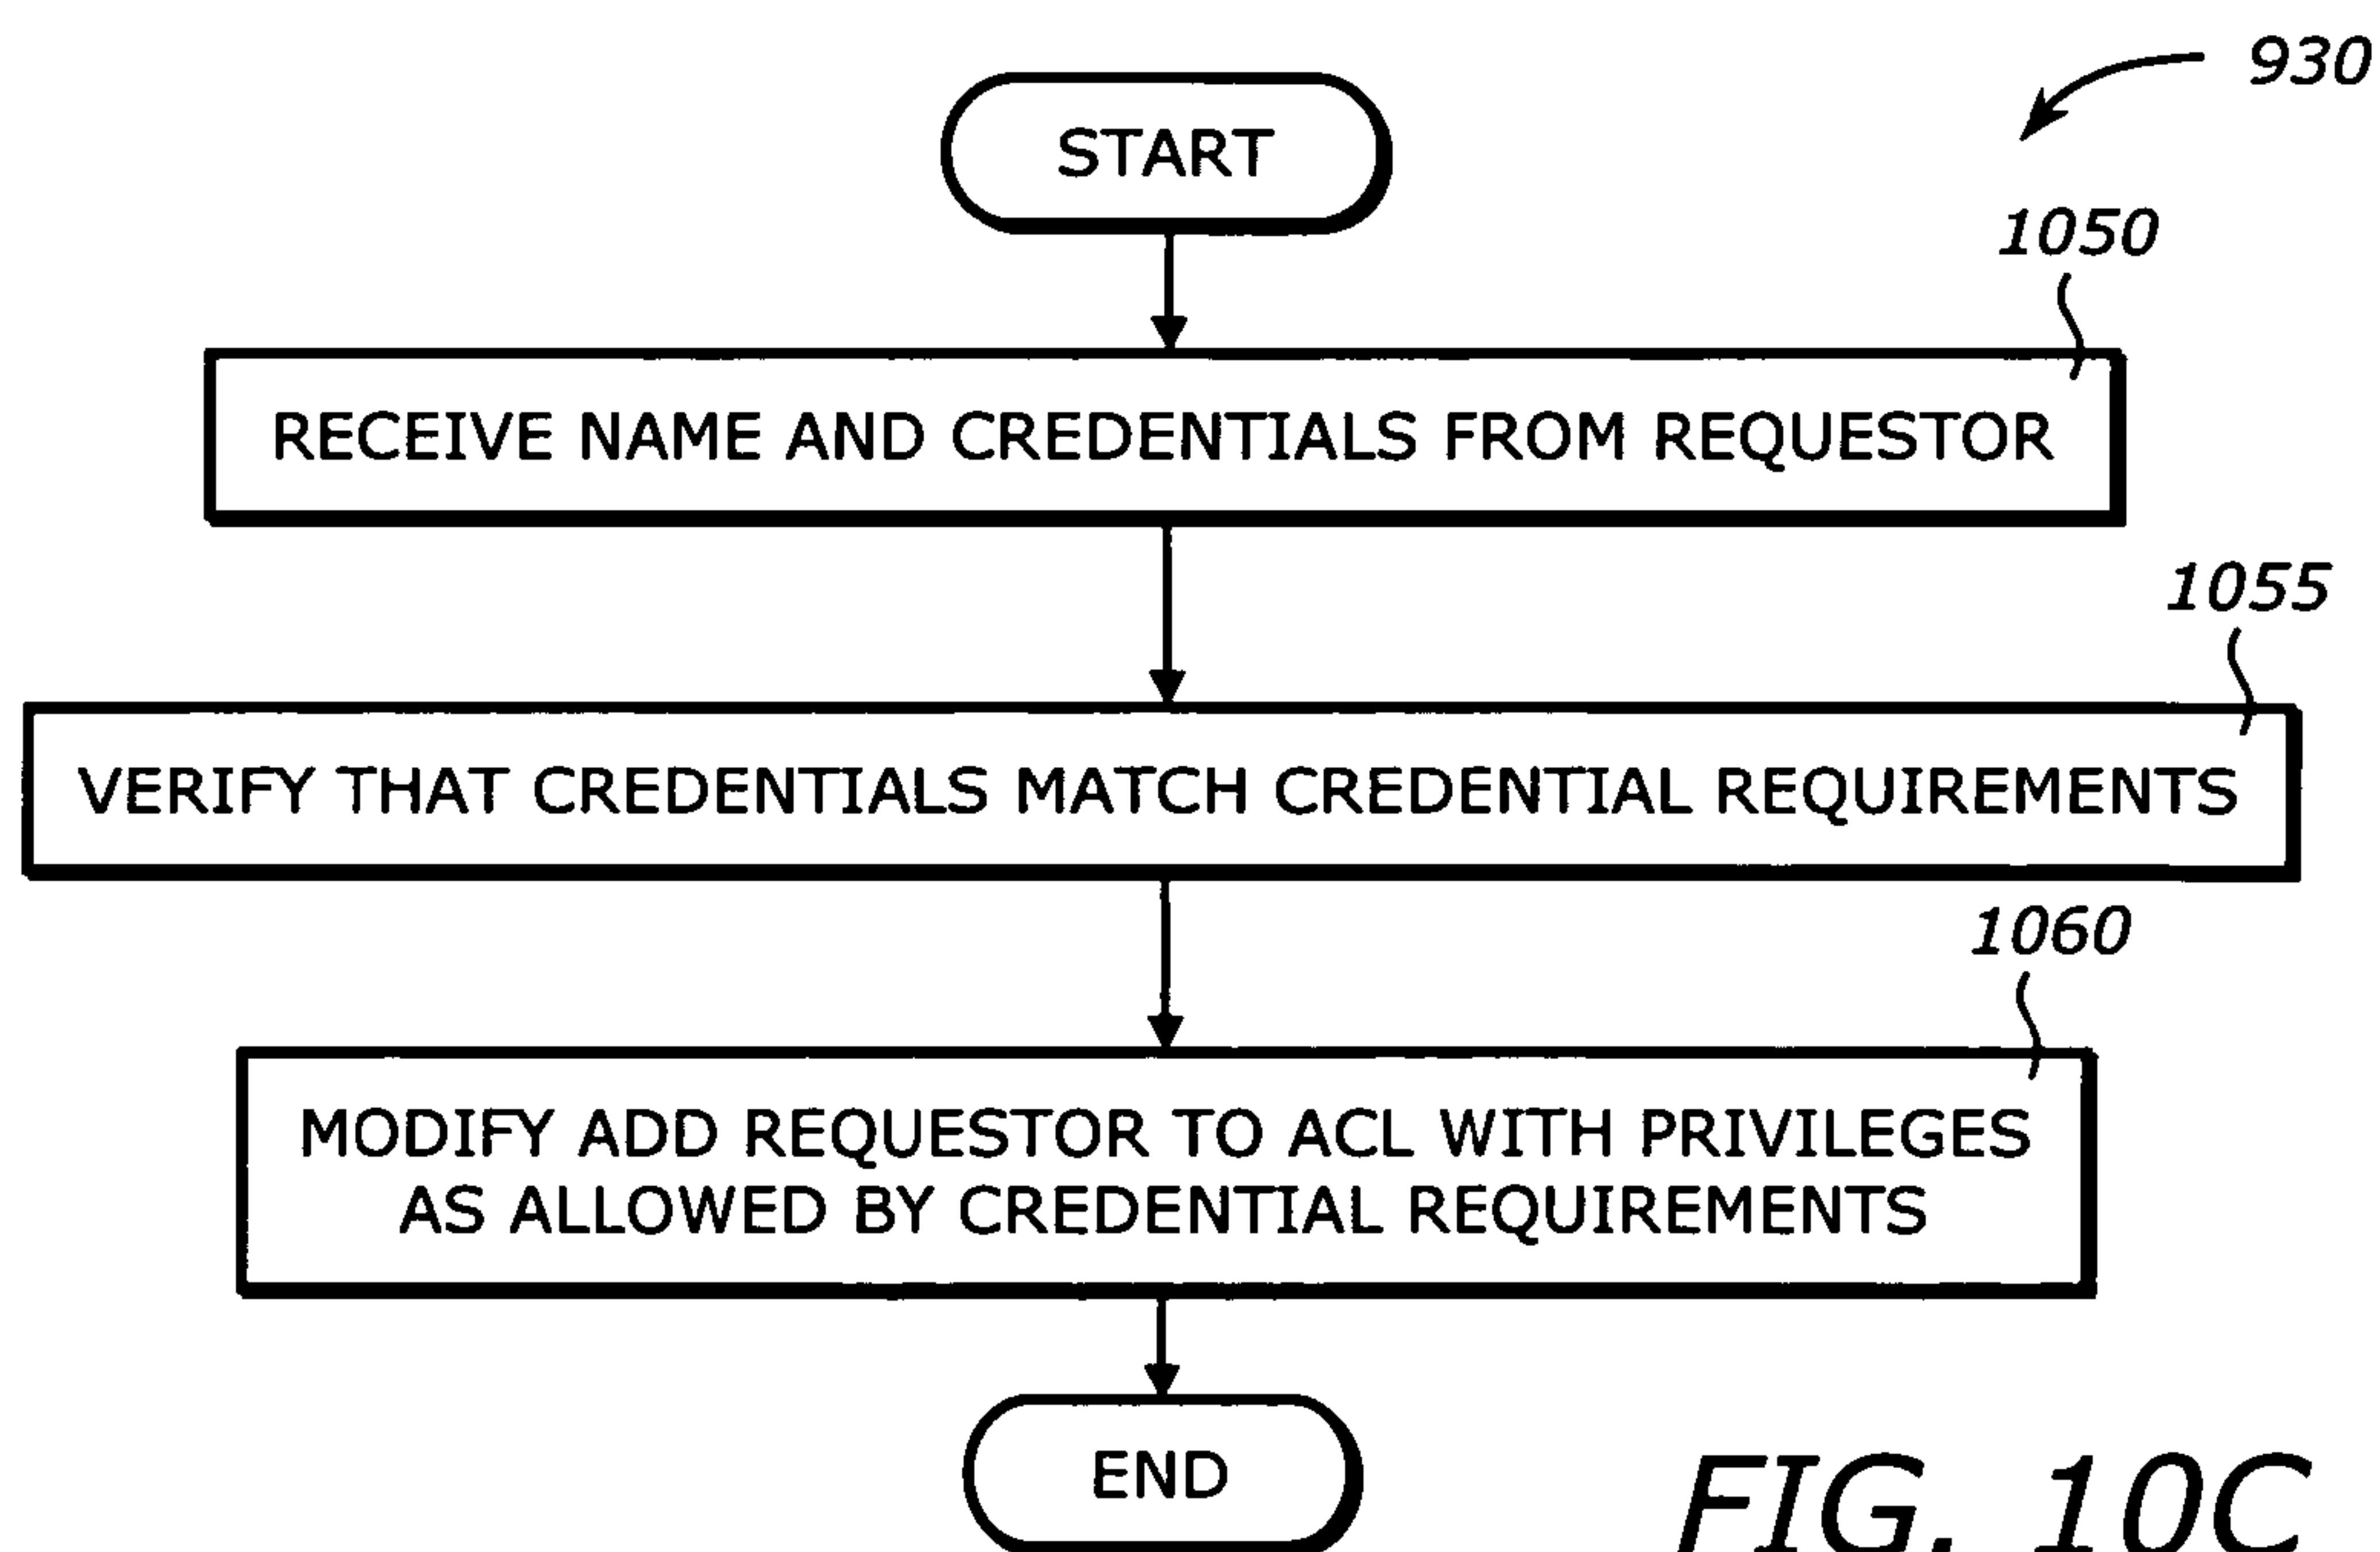 930
START
1050
RECEIVE NAME AND CREDENTIALS FROM REQUESTOR
1055
VERIFY THAT CREDENTIALS MATCH CREDENTIAL REQUIREMENTS
1060
MODIFY ADD REQUESTOR TO ACL WITH PRIVILEGES
AS ALLOWED BY CREDENTIAL REQUIREMENTS
END
FIG. 10C